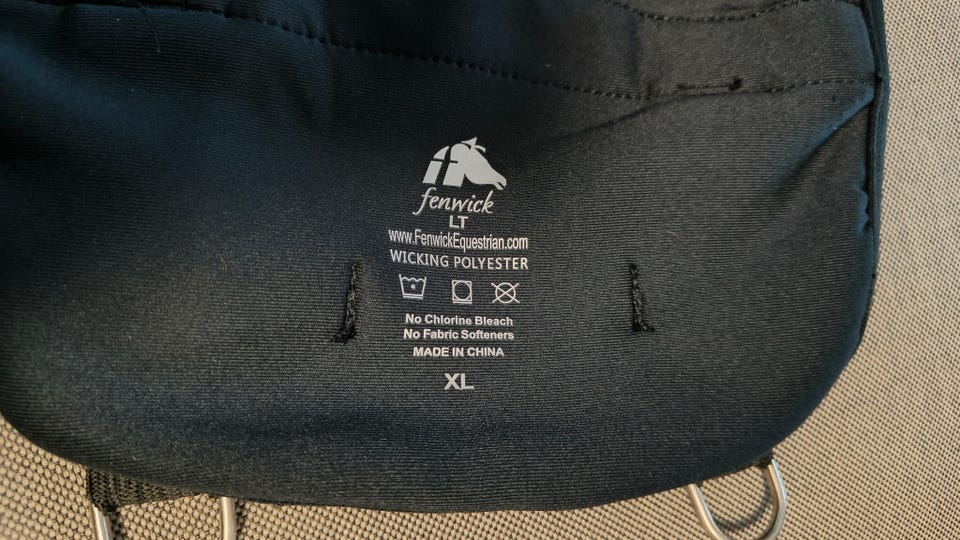 fenwick
LT
www.FenwickEquestrian.com
WICKING POLYESTER
No Chlorine Bleach
No Fabric Softeners
MADE IN CHINA
XL